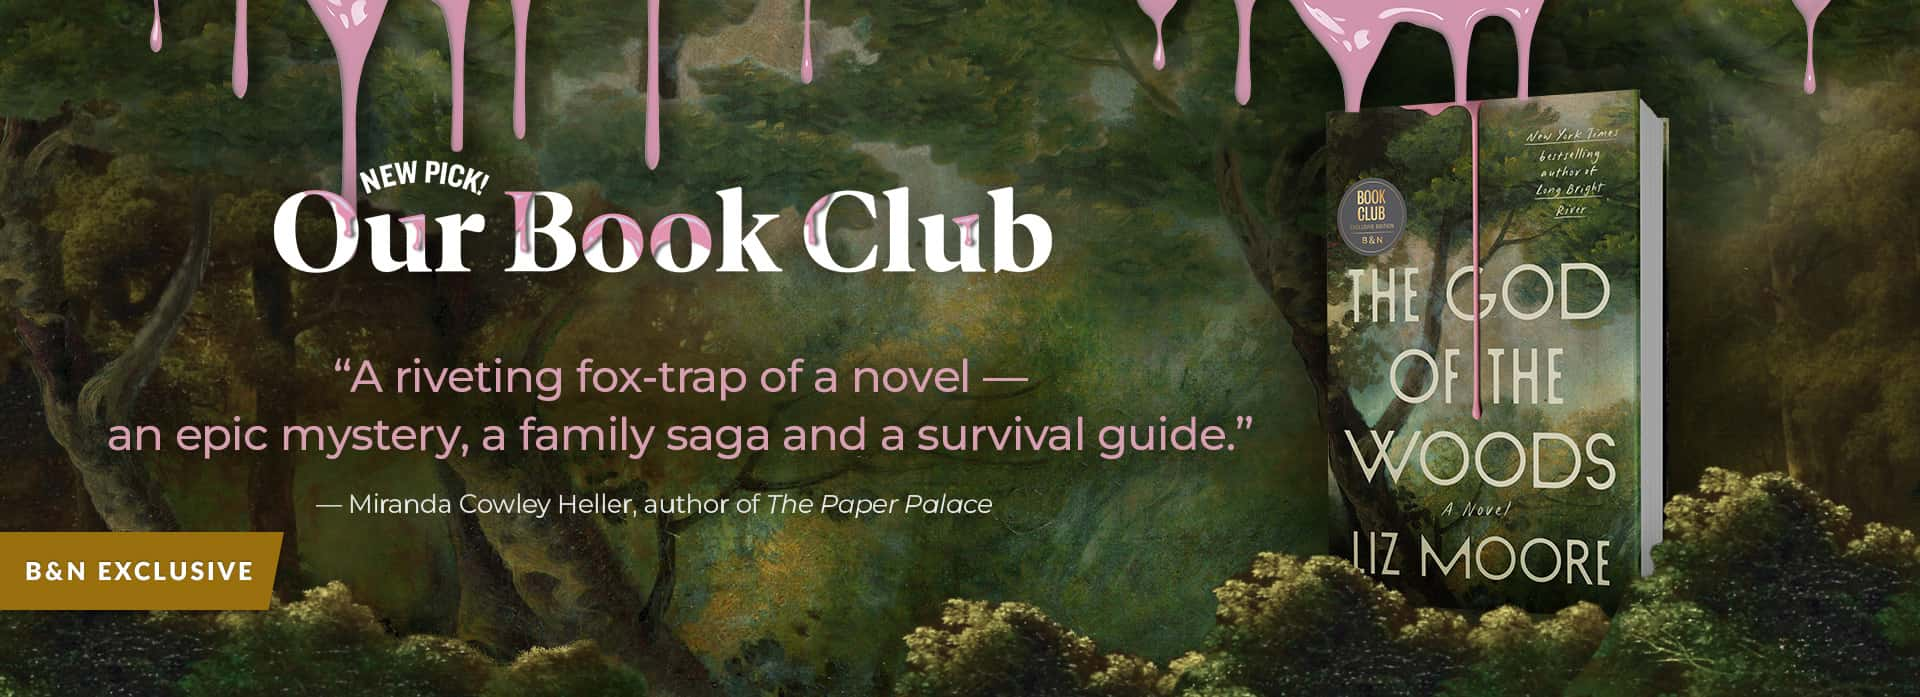 NEW PICK!
Our Book Club
“A riveting fox-trap of a novel —
an epic mystery, a family saga and a survival guide.”
— Miranda Cowley Heller, author of The Paper Palace
B&N EXCLUSIVE
New York Times
bestselling
author of
Long Bright
River
BOOK
CLUB
EXCLUSIVE EDITION
B&N
THE GOD
OF THE
WOODS
A Novel
LIZ MOORE